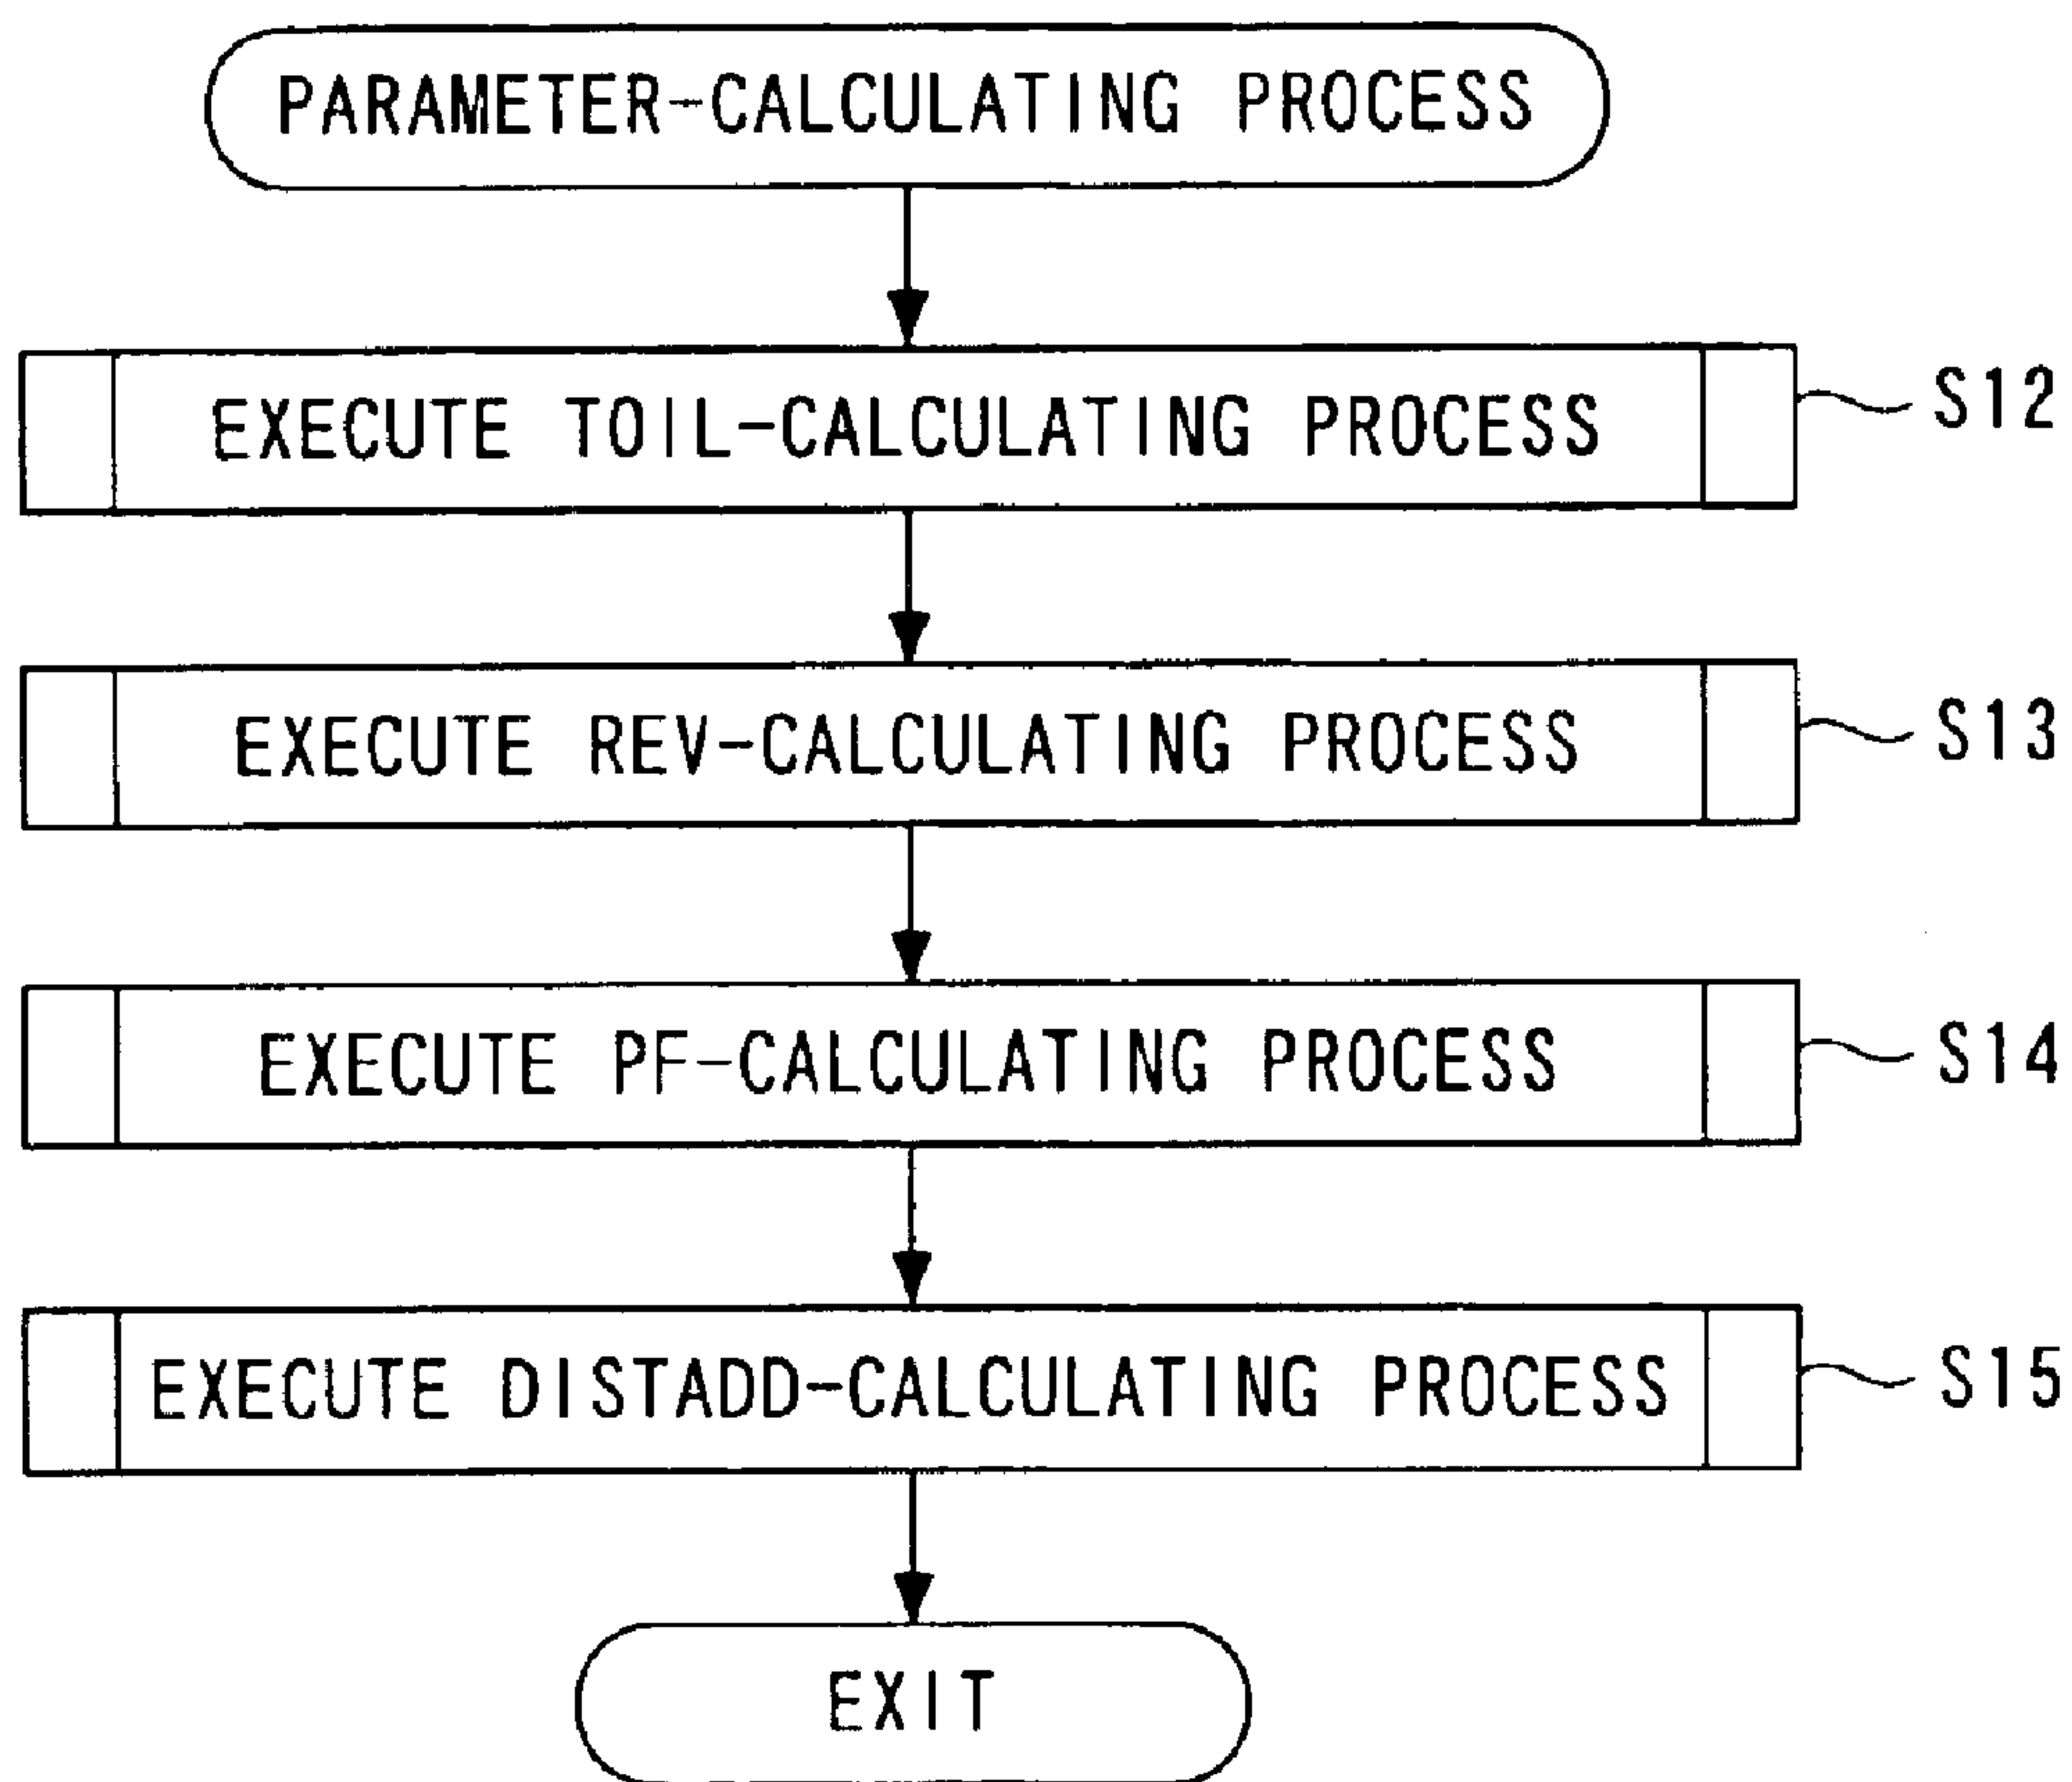 PARAMETER-CALCULATING PROCESS
EXECUTE TOIL-CALCULATING PROCESS
S12
EXECUTE REV-CALCULATING PROCESS
S13
EXECUTE PF-CALCULATING PROCESS
S14
EXECUTE DISTADD-CALCULATING PROCESS
S15
EXIT